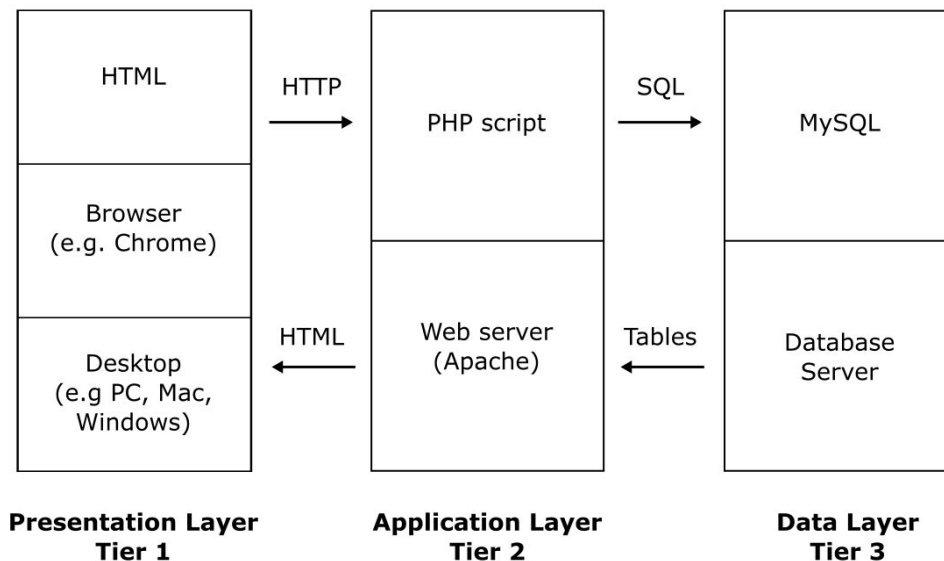 HTML
Browser
(e.g. Chrome)
Desktop
(e.g PC, Mac,
Windows)
HTTP
HTML
PHP script
Web server
(Apache)
SQL
Tables
MySQL
Database
Server
Presentation Layer
Tier 1
Application Layer
Tier 2
Data Layer
Tier 3